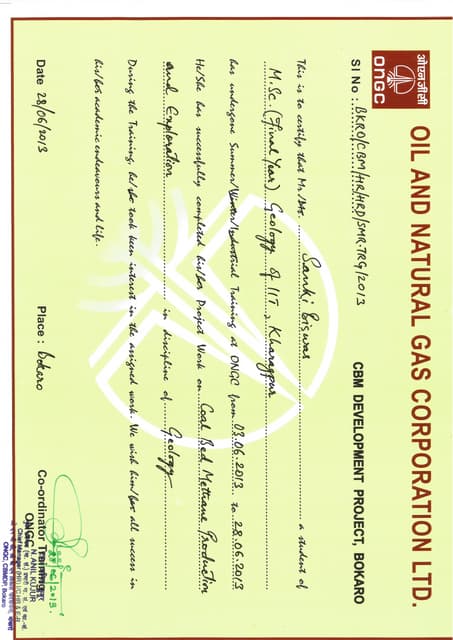 ओएनजीसी
OIL AND NATURAL GAS CORPORATION LTD.
ONGC
Sl No : BKRO/CBM/HR/HRD/SMR.TRG/2013
CBM DEVELOPMENT PROJECT, BOKARO
This is to certify that Mr./Ms. Sanki Biswas a student of
M.Sc. (Final Year) Geology of IIT, Kharagpur
has undergone Summer/Winter/Industrial Training at ONGC from 03.06.2013 to 28.06.2013
He/She has successfully completed his/her Project Work on Coal Bed Methane Production
and Exploration in discipline of Geology
During the Training, he/she took keen interest in the assigned work. We wish him/her all success in
his/her academic endeavours and life.
28/06/2013.
Date 28/06/2013 Place : Bokaro Co-ordinator Training
ONGC
N. ANIL KUJUR
Chief Manager (HR) I/C HR & E-R
ONGC, CBMDP, Bokaro